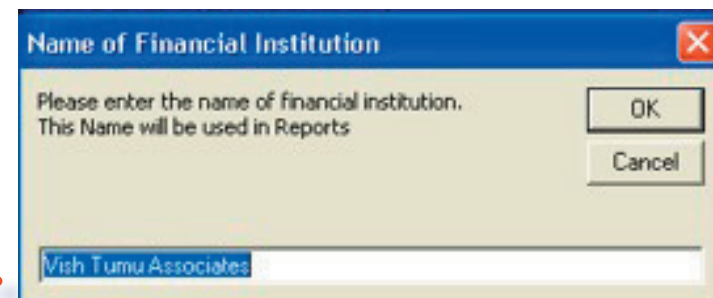 Name of Financial Institution
Please enter the name of financial institution.
This Name will be used in Reports
OK
Cancel
Vish Tumu Associates